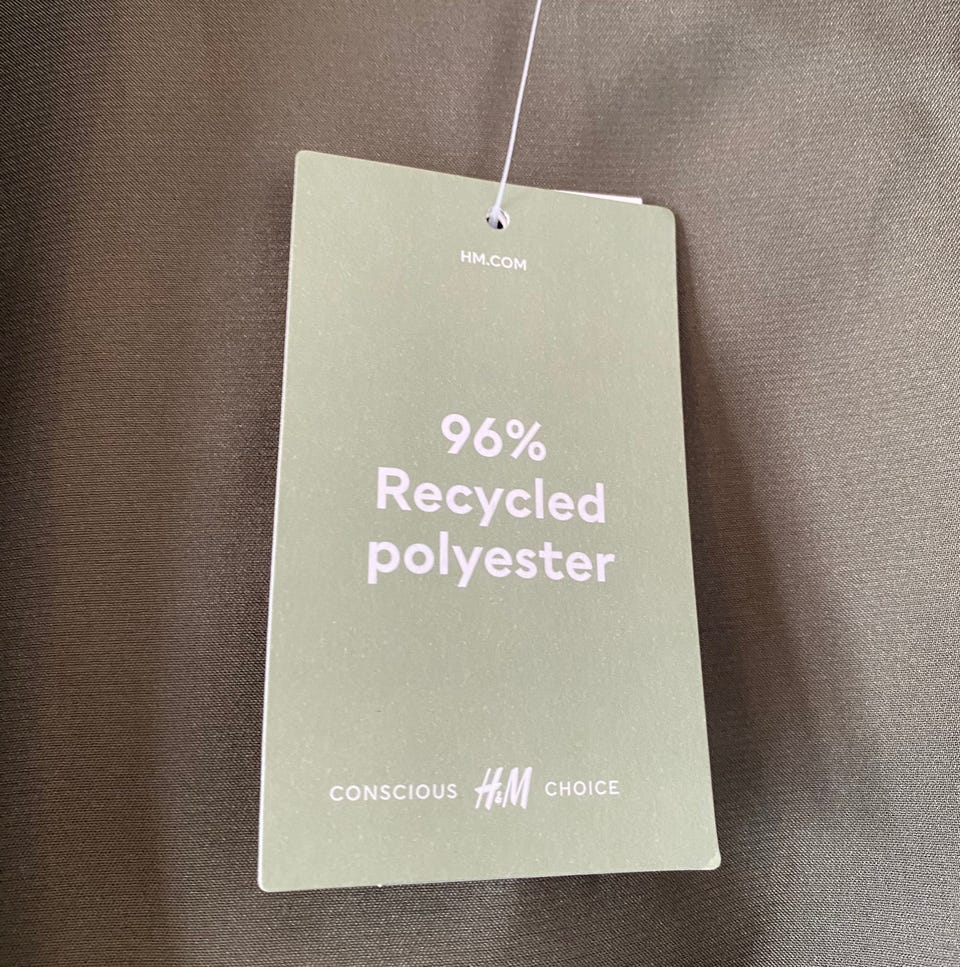 HM.COM
96%
Recycled
polyester
CONSCIOUS H&M CHOICE